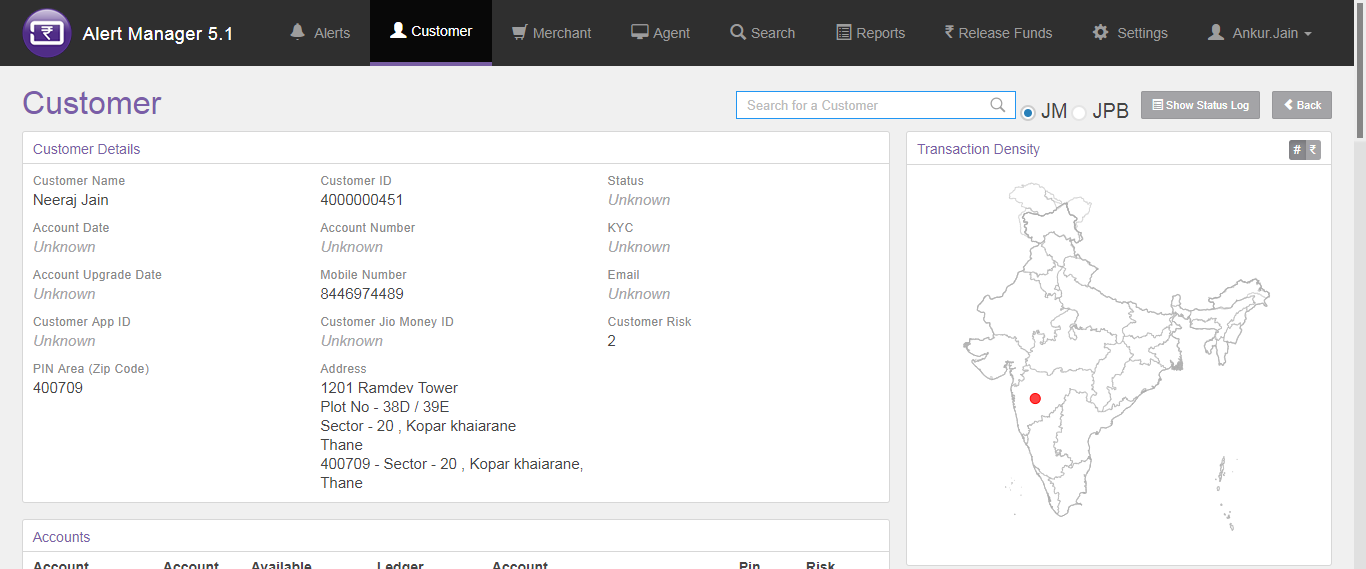 Alert Manager 5.1
Alerts
Customer
Merchant
Agent
Search
Reports
₹ Release Funds
Settings
Ankur.Jain
Customer
Search for a Customer
JM
JPB
Show Status Log
Back
Customer Details
Customer Name
Neeraj Jain
Customer ID
4000000451
Status
Unknown
Account Date
Unknown
Account Number
Unknown
KYC
Unknown
Account Upgrade Date
Unknown
Mobile Number
8446974489
Email
Unknown
Customer App ID
Unknown
Customer Jio Money ID
Unknown
Customer Risk
2
PIN Area (Zip Code)
400709
Address
1201 Ramdev Tower
Plot No - 38D / 39E
Sector - 20 , Kopar khaiarane
Thane
400709 - Sector - 20 , Kopar khaiarane,
Thane
Transaction Density
# ₹
Accounts
Account Account Available Ledger Account Pin Risk